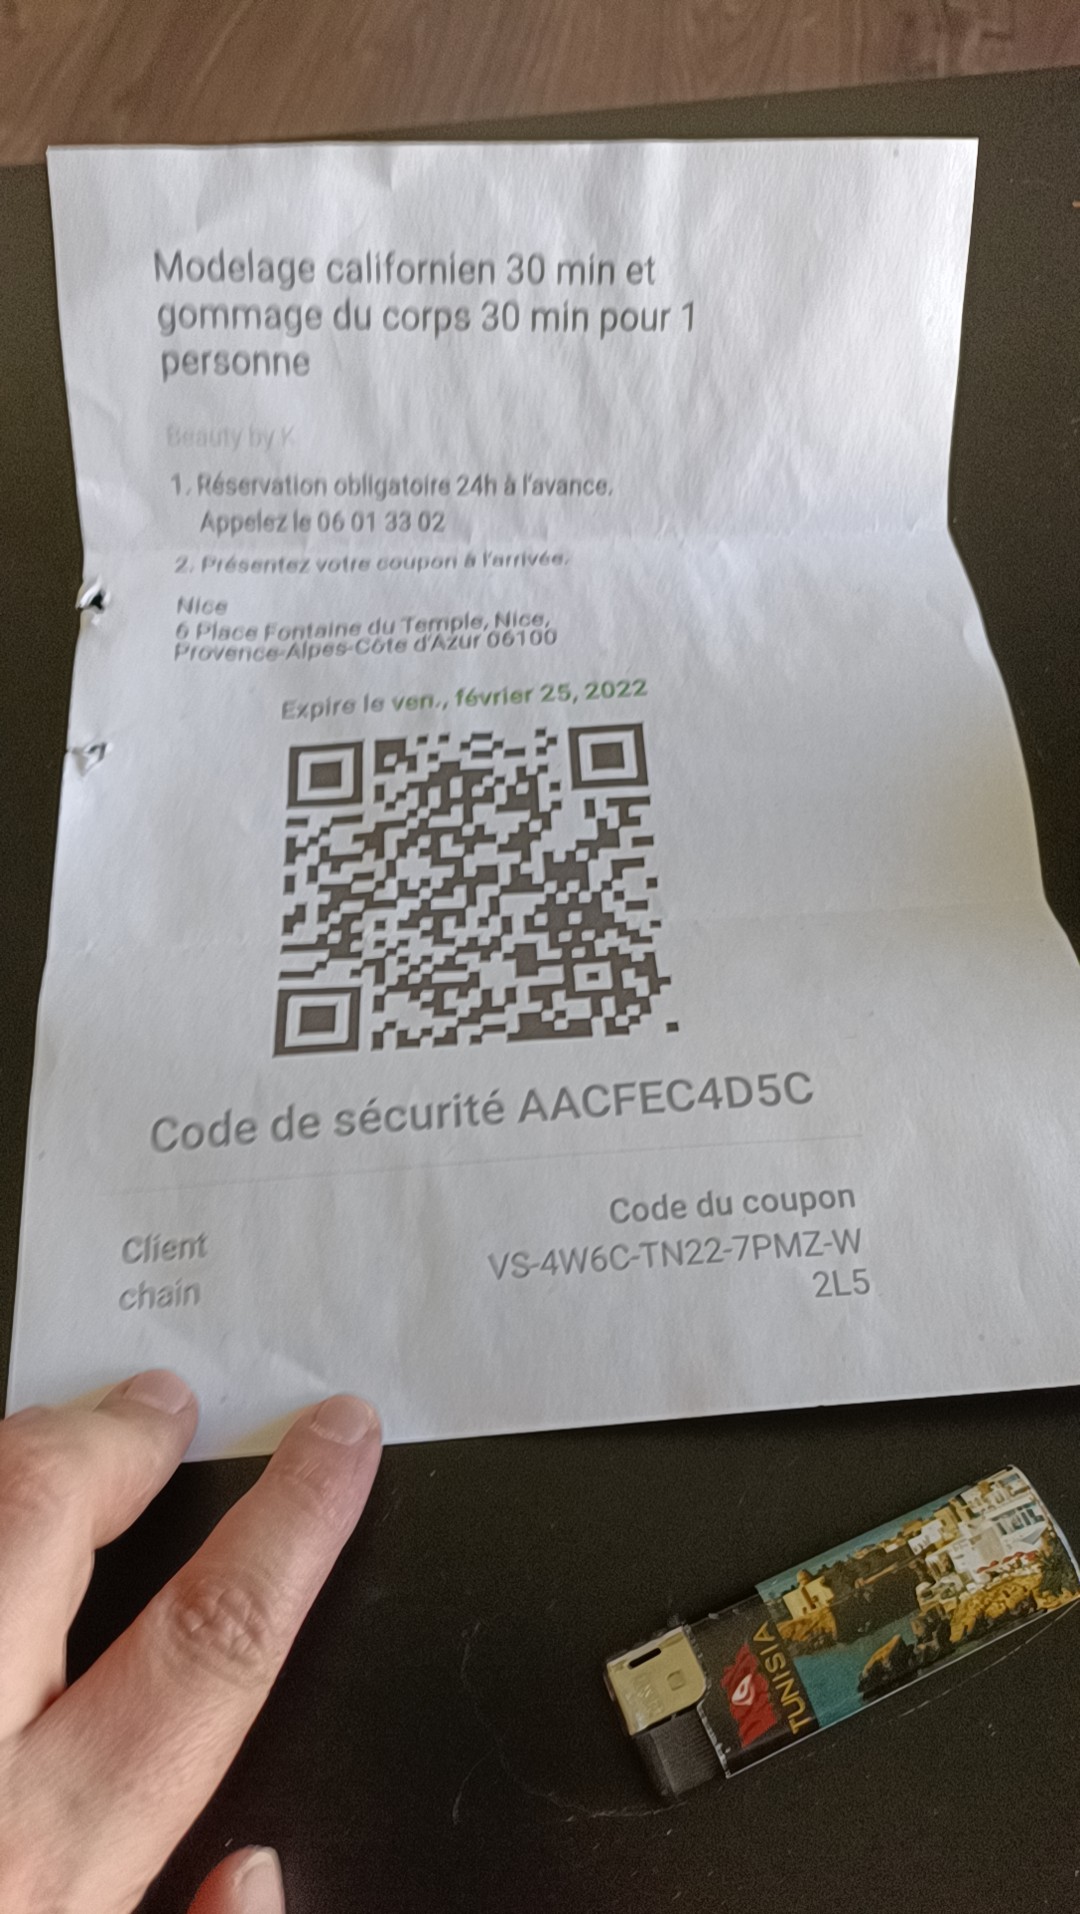 Modelage californien 30 min et
gommage du corps 30 min pour 1
personne
Beauty by K
1. Réservation obligatoire 24h à l'avance.
Appelez le 06 01 33 02
2. Présentez votre coupon à l'arrivée.
Nice
6 Place Fontaine du Temple, Nice,
Provence-Alpes-Côte d'Azur 06100
Expire le ven., février 25, 2022
Code de sécurité AACFEC4D5C
Code du coupon
VS-4W6C-TN22-7PMZ-W
2L5
Client
chain
TUNISIA